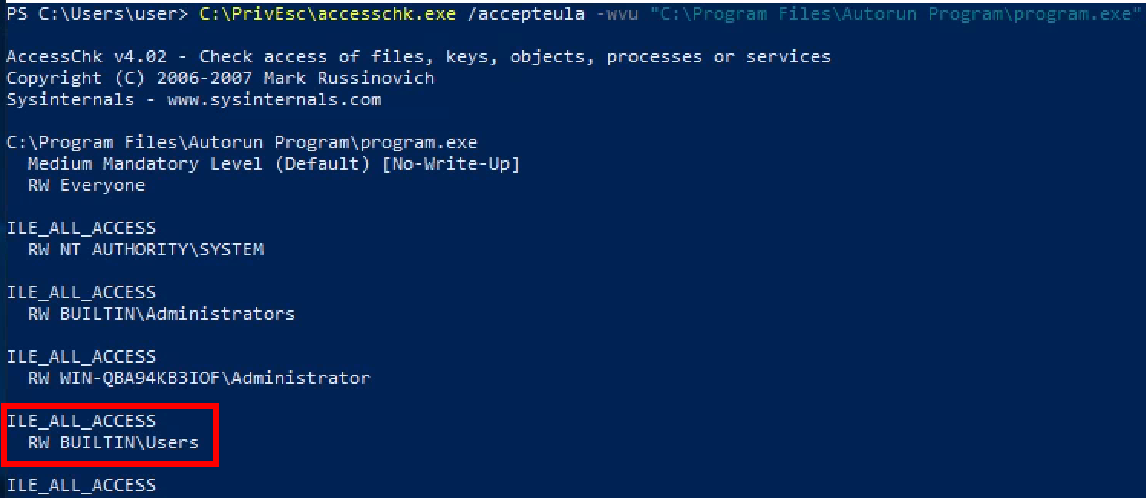 PS C:\Users\user> C:\PrivEsc\accesschk.exe /accepteula -wvu "C:\Program Files\Autorun Program\program.exe"
AccessChk v4.02 - Check access of files, keys, objects, processes or services
Copyright (C) 2006-2007 Mark Russinovich
Sysinternals - www.sysinternals.com
C:\Program Files\Autorun Program\program.exe
Medium Mandatory Level (Default) [No-Write-Up]
RW Everyone
ILE_ALL_ACCESS
RW NT AUTHORITY\SYSTEM
ILE_ALL_ACCESS
RW BUILTIN\Administrators
ILE_ALL_ACCESS
RW WIN-QBA94KB3IOF\Administrator
ILE_ALL_ACCESS
RW BUILTIN\Users
ILE_ALL_ACCESS